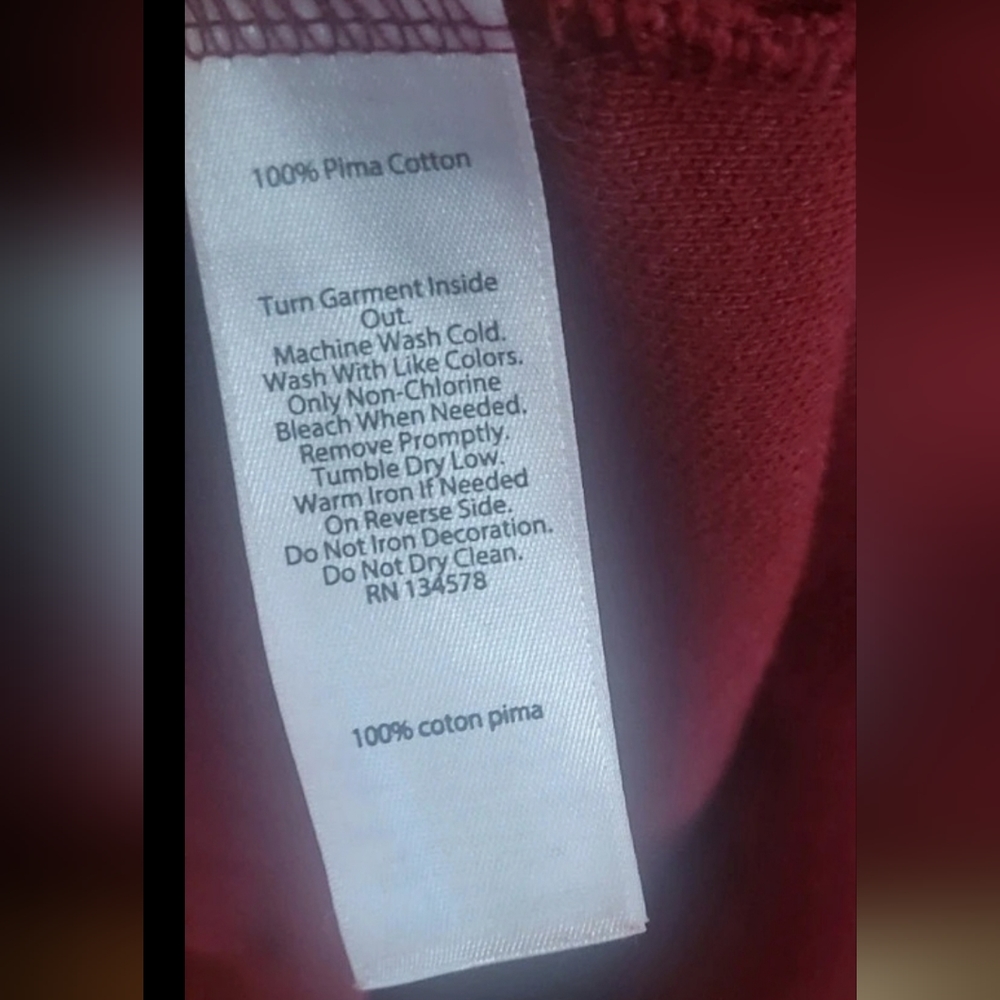 100% Pima Cotton
Turn Garment Inside
Out.
Machine Wash Cold.
Wash With Like Colors.
Only Non-Chlorine
Bleach When Needed.
Remove Promptly.
Tumble Dry Low.
Warm Iron If Needed
On Reverse Side.
Do Not Iron Decoration.
Do Not Dry Clean.
RN 134578
100% coton pima